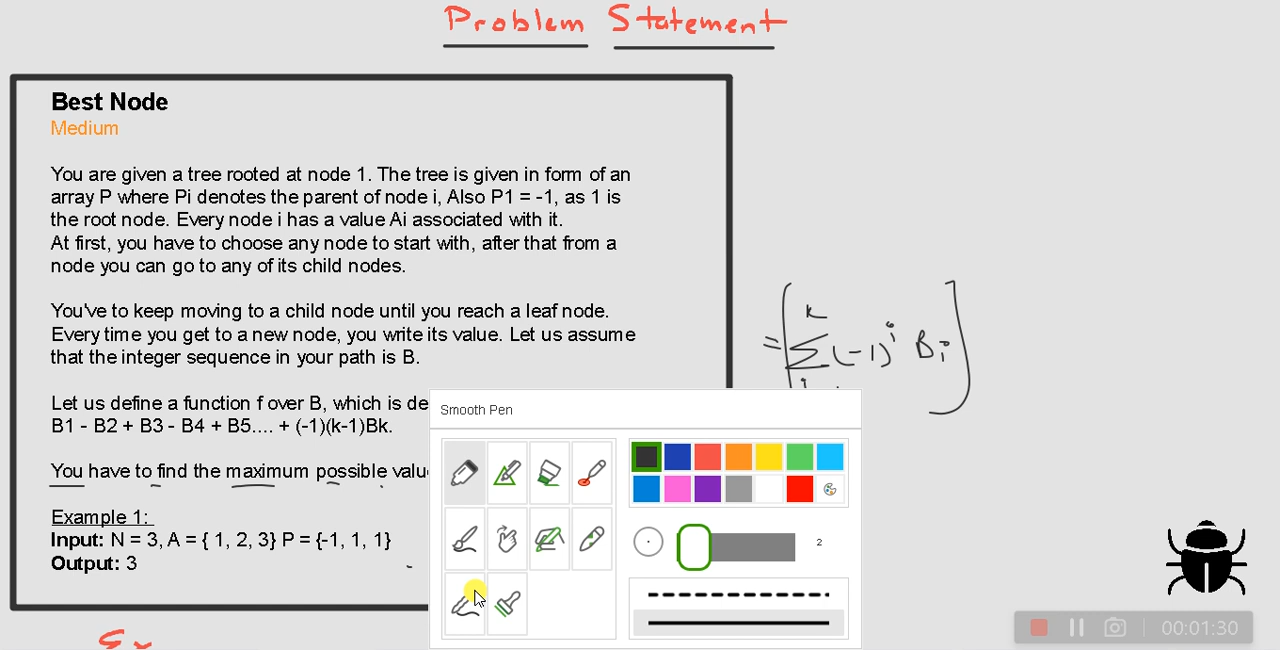 Problem Statement
Best Node
Medium
You are given a tree rooted at node 1. The tree is given in form of an
array P where Pi denotes the parent of node i, Also P1 = -1, as 1 is
the root node. Every node i has a value Ai associated with it.
At first, you have to choose any node to start with, after that from a
node you can go to any of its child nodes.
You've to keep moving to a child node until you reach a leaf node.
Every time you get to a new node, you write its value. Let us assume
that the integer sequence in your path is B.
Let us define a function f over B, which is de
B1 - B2 + B3 - B4 + B5.... + (-1)(k-1)Bk.
You have to find the maximum possible valu
Example 1:
Input: N = 3, A = { 1, 2, 3} P = {-1, 1, 1}
Output: 3
Ex
= [ k Σ i (-1)^i Bi ]
Smooth Pen
2
00:01:30